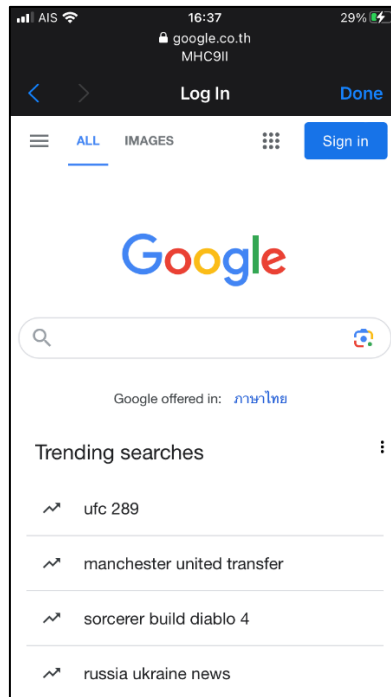 AIS 16:37 29%
google.co.th
MHC9II
Log In Done
ALL IMAGES Sign in
Google
Google offered in: ภาษาไทย
Trending searches
ufc 289
manchester united transfer
sorcerer build diablo 4
russia ukraine news